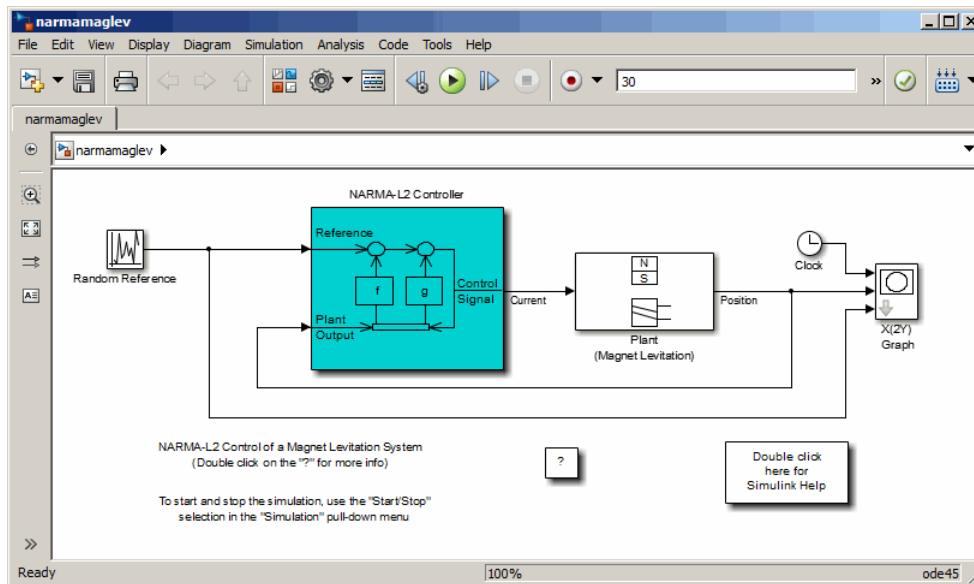 narmamaglev
File Edit View Display Diagram Simulation Analysis Code Tools Help
30
»
narmamaglev
narmamaglev
NARMA-L2 Controller
Reference
f
g
Control
Signal
Plant
Output
Random Reference
Current
N
S
Plant
(Magnet Levitation)
Position
Clock
X(2Y)
Graph
NARMA-L2 Control of a Magnet Levitation System
(Double click on the "?" for more info)
?
Double click
here for
Simulink Help
To start and stop the simulation, use the "Start/Stop"
selection in the "Simulation" pull-down menu
»
Ready
100%
ode45